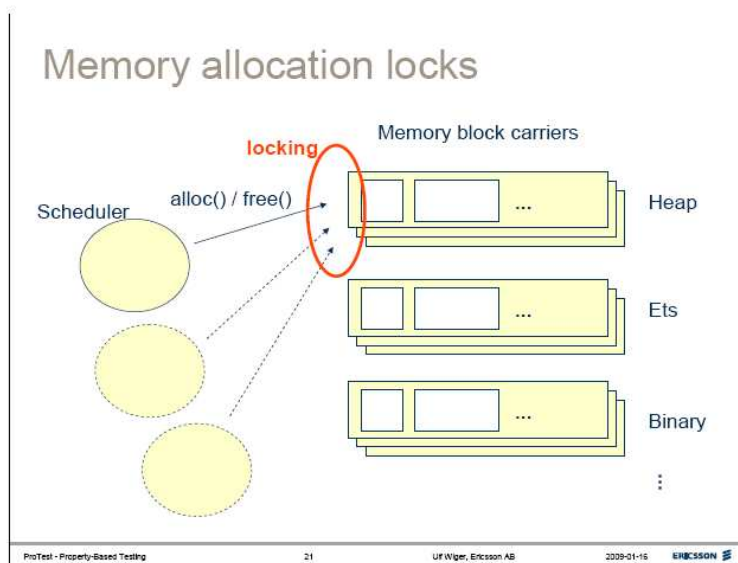 Memory allocation locks
Memory block carriers
locking
alloc() / free()
Scheduler
... Heap
... Ets
... Binary
⋮
ProTest - Property-Based Testing 21 Ulf Wiger, Ericsson AB 2009-01-16 ERICSSON